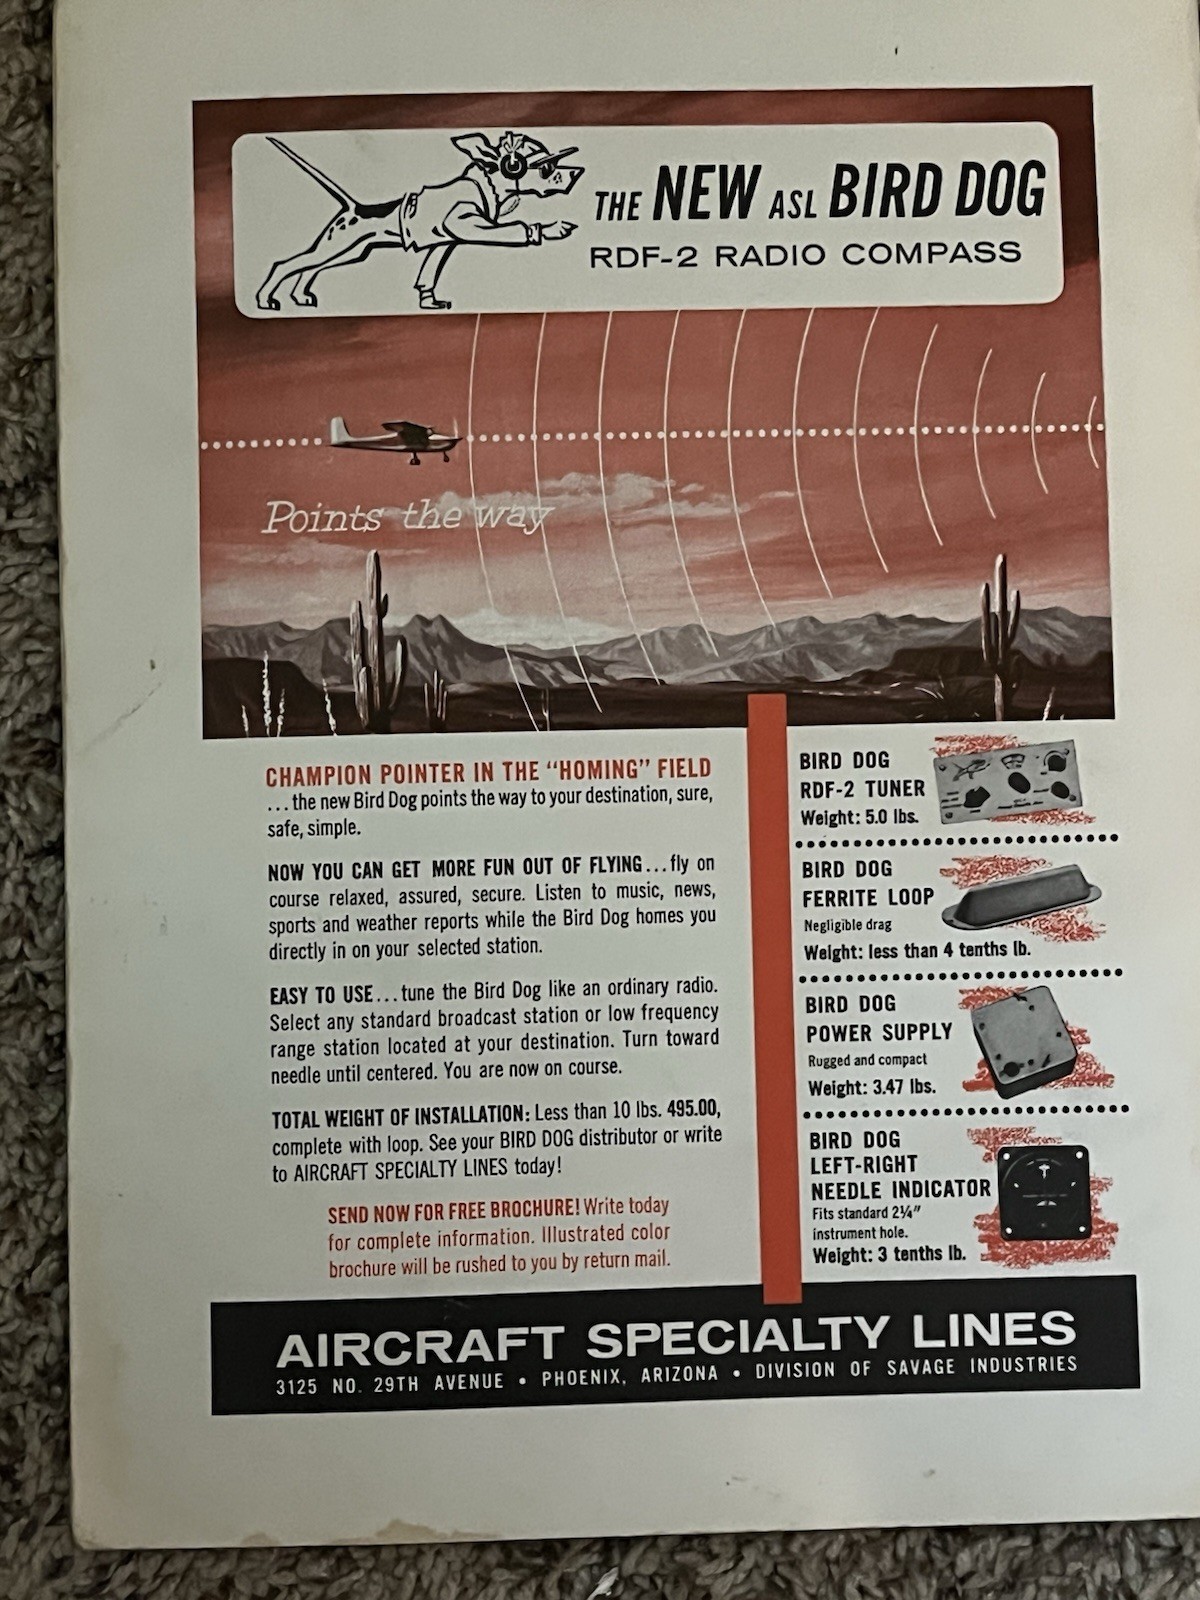 THE NEW ASL BIRD DOG
RDF-2 RADIO COMPASS
Points the way
CHAMPION POINTER IN THE "HOMING" FIELD
...the new Bird Dog points the way to your destination, sure,
safe, simple.
NOW YOU CAN GET MORE FUN OUT OF FLYING...fly on
course relaxed, assured, secure. Listen to music, news,
sports and weather reports while the Bird Dog homes you
directly in on your selected station.
EASY TO USE...tune the Bird Dog like an ordinary radio.
Select any standard broadcast station or low frequency
range station located at your destination. Turn toward
needle until centered. You are now on course.
TOTAL WEIGHT OF INSTALLATION: Less than 10 lbs. 495.00,
complete with loop. See your BIRD DOG distributor or write
to AIRCRAFT SPECIALTY LINES today!
SEND NOW FOR FREE BROCHURE! Write today
for complete information. Illustrated color
brochure will be rushed to you by return mail.
BIRD DOG
RDF-2 TUNER
Weight: 5.0 lbs.
BIRD DOG
FERRITE LOOP
Negligible drag
Weight: less than 4 tenths lb.
BIRD DOG
POWER SUPPLY
Rugged and compact
Weight: 3.47 lbs.
BIRD DOG
LEFT-RIGHT
NEEDLE INDICATOR
Fits standard 2¼"
instrument hole.
Weight: 3 tenths lb.
AIRCRAFT SPECIALTY LINES
3125 NO. 29TH AVENUE • PHOENIX, ARIZONA • DIVISION OF SAVAGE INDUSTRIES